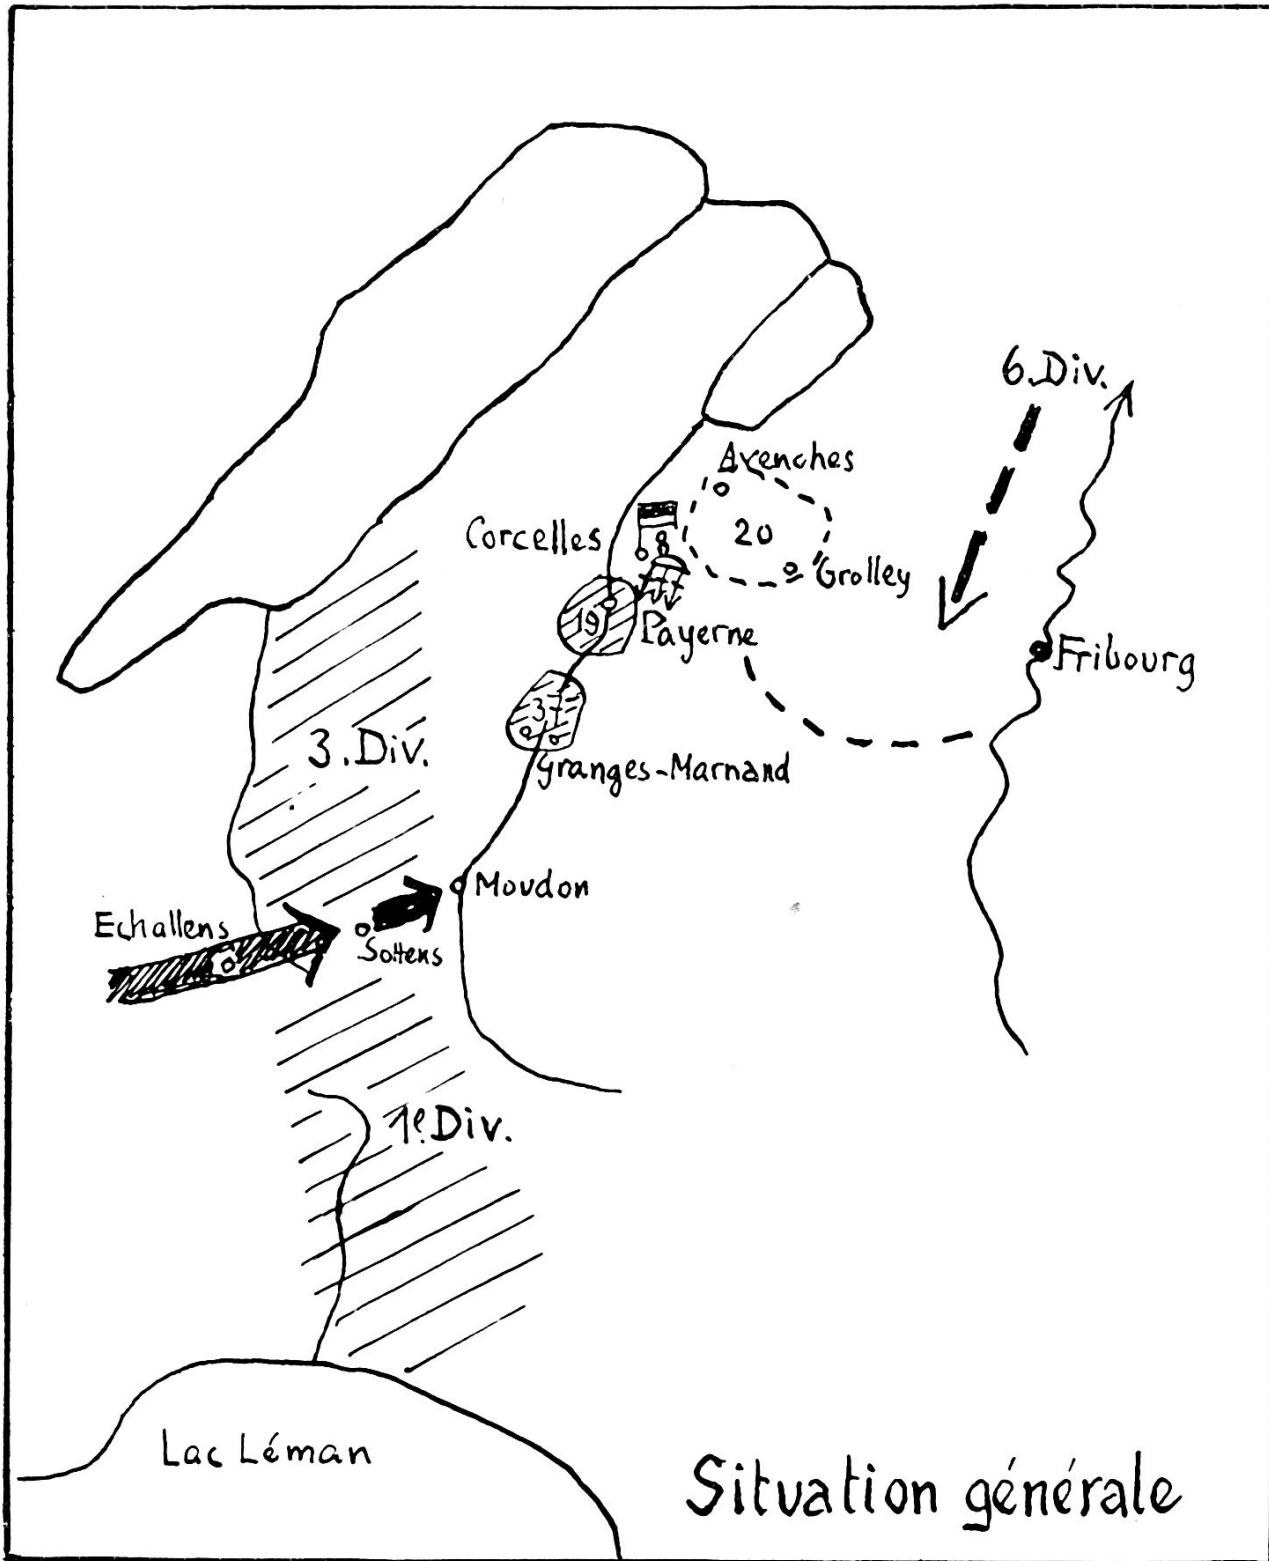 6. Div.
Avenches
20
Corcelles
8
Grolley
19
Payerne
Fribourg
3. Div.
Granges-Marnand
Moudon
Echallens
Sottens
1e. Div.
Lac Léman
Situation générale